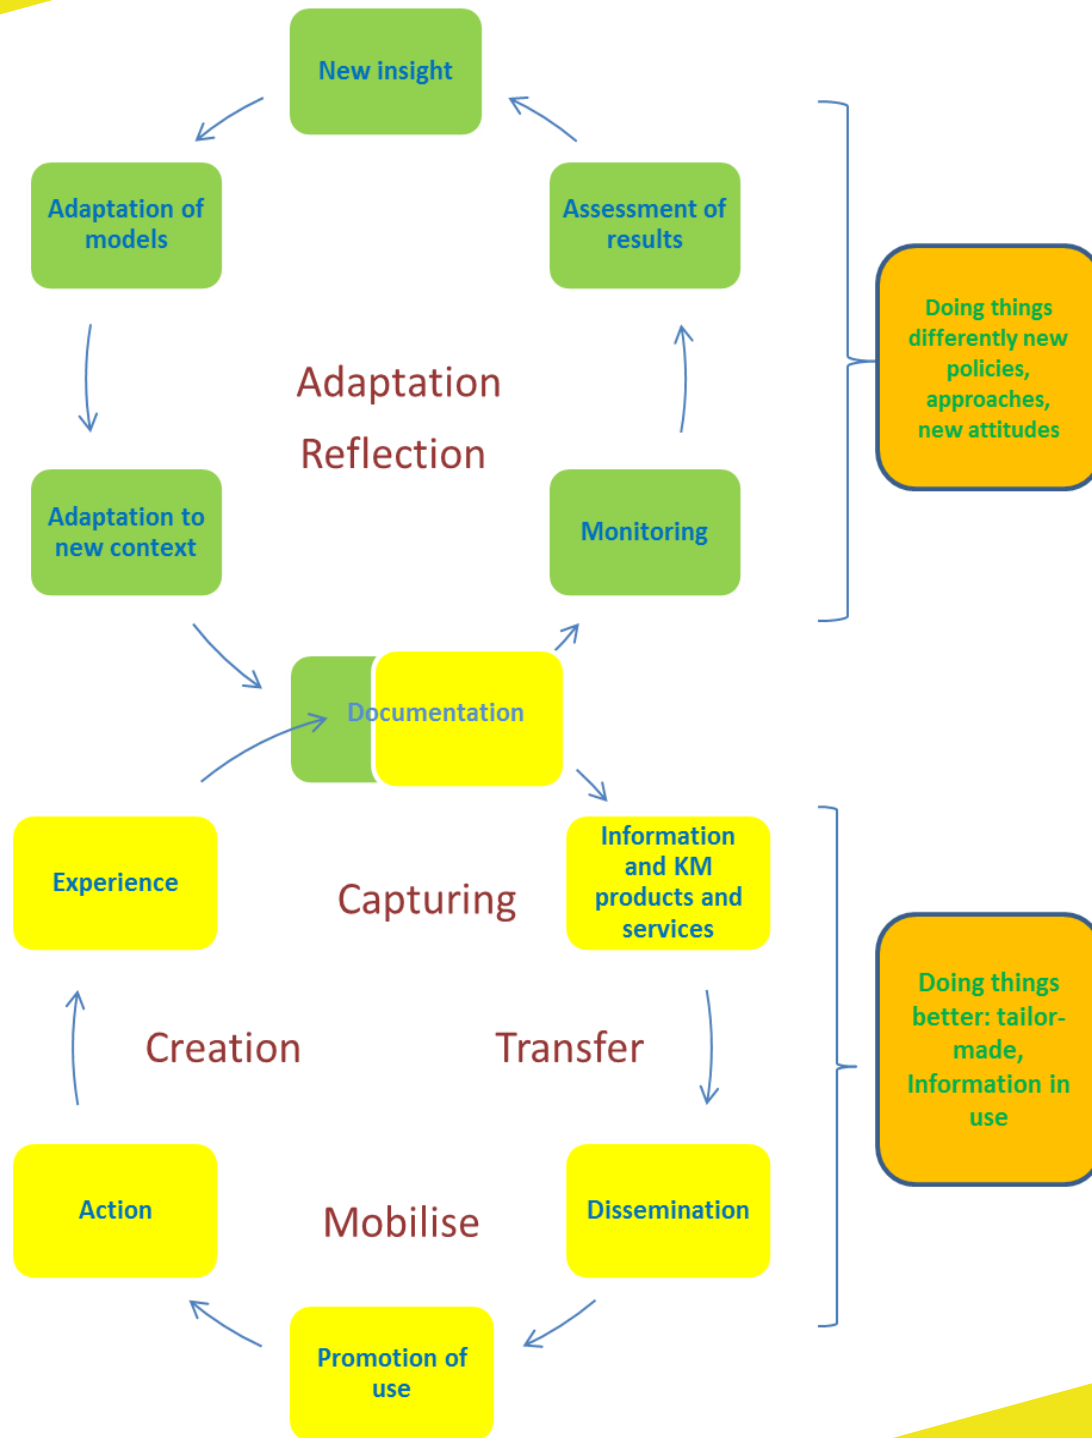 New insight
Adaptation of
models
Assessment of
results
Doing things
differently new
policies,
approaches,
new attitudes
Adaptation
Reflection
Adaptation to
new context
Monitoring
Documentation
Experience
Capturing
Information
and KM
products and
services
Doing things
better: tailor-
made,
Information in
use
Creation
Transfer
Action
Mobilise
Dissemination
Promotion of
use